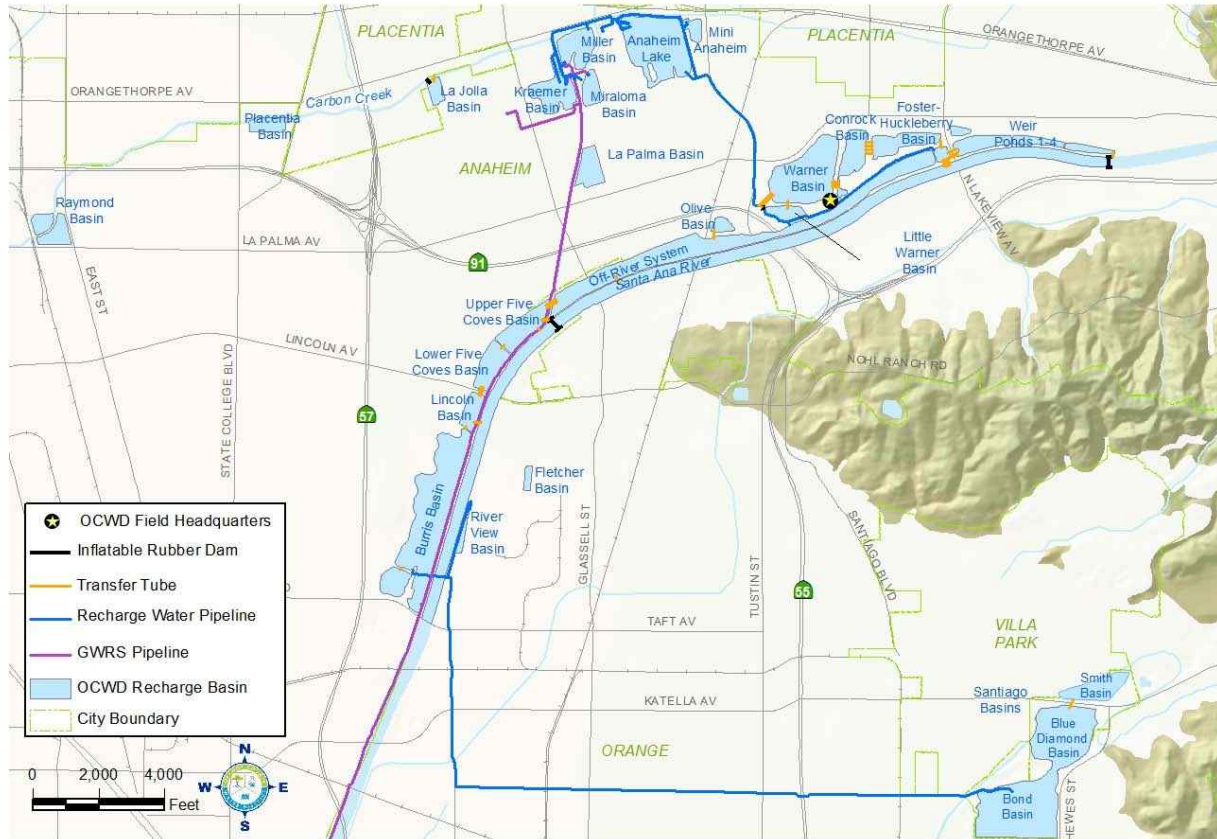 PLACENTIA
Miller
Basin
Anaheim
Lake
Mini
Anaheim
PLACENTIA
ORANGETHORPE AV
ORANGETHORPE AV
Carbon Creek
La Jolla
Basin
Kraemer
Basin
Miraloma
Basin
Placentia
Basin
Conrock
Basin
Foster-
Huckleberry
Basin
Weir
Ponds 1-4
ANAHEIM
La Palma Basin
Warner
Basin
Raymond
Basin
Olive
Basin
N LAKEVIEW AV
LA PALMA AV
Little
Warner
Basin
EAST ST
91
Off-River System
Santa Ana River
Upper Five
Coves Basin
LINCOLN AV
STATE COLLEGE BLVD
Lower Five
Coves Basin
NOHL RANCH RD
57
Lincoln
Basin
Fletcher
Basin
Burris Basin
River
View
Basin
GLASSELL ST
TUSTIN ST
SANTIAGO BLVD
55
OCWD Field Headquarters
Inflatable Rubber Dam
Transfer Tube
Recharge Water Pipeline
GWRS Pipeline
OCWD Recharge Basin
City Boundary
TAFT AV
VILLA
PARK
KATELLA AV
Santiago
Basins
Smith
Basin
Blue
Diamond
Basin
ORANGE
Bond
Basin
HEWES ST
N
W
E
S
0 2,000 4,000
Feet